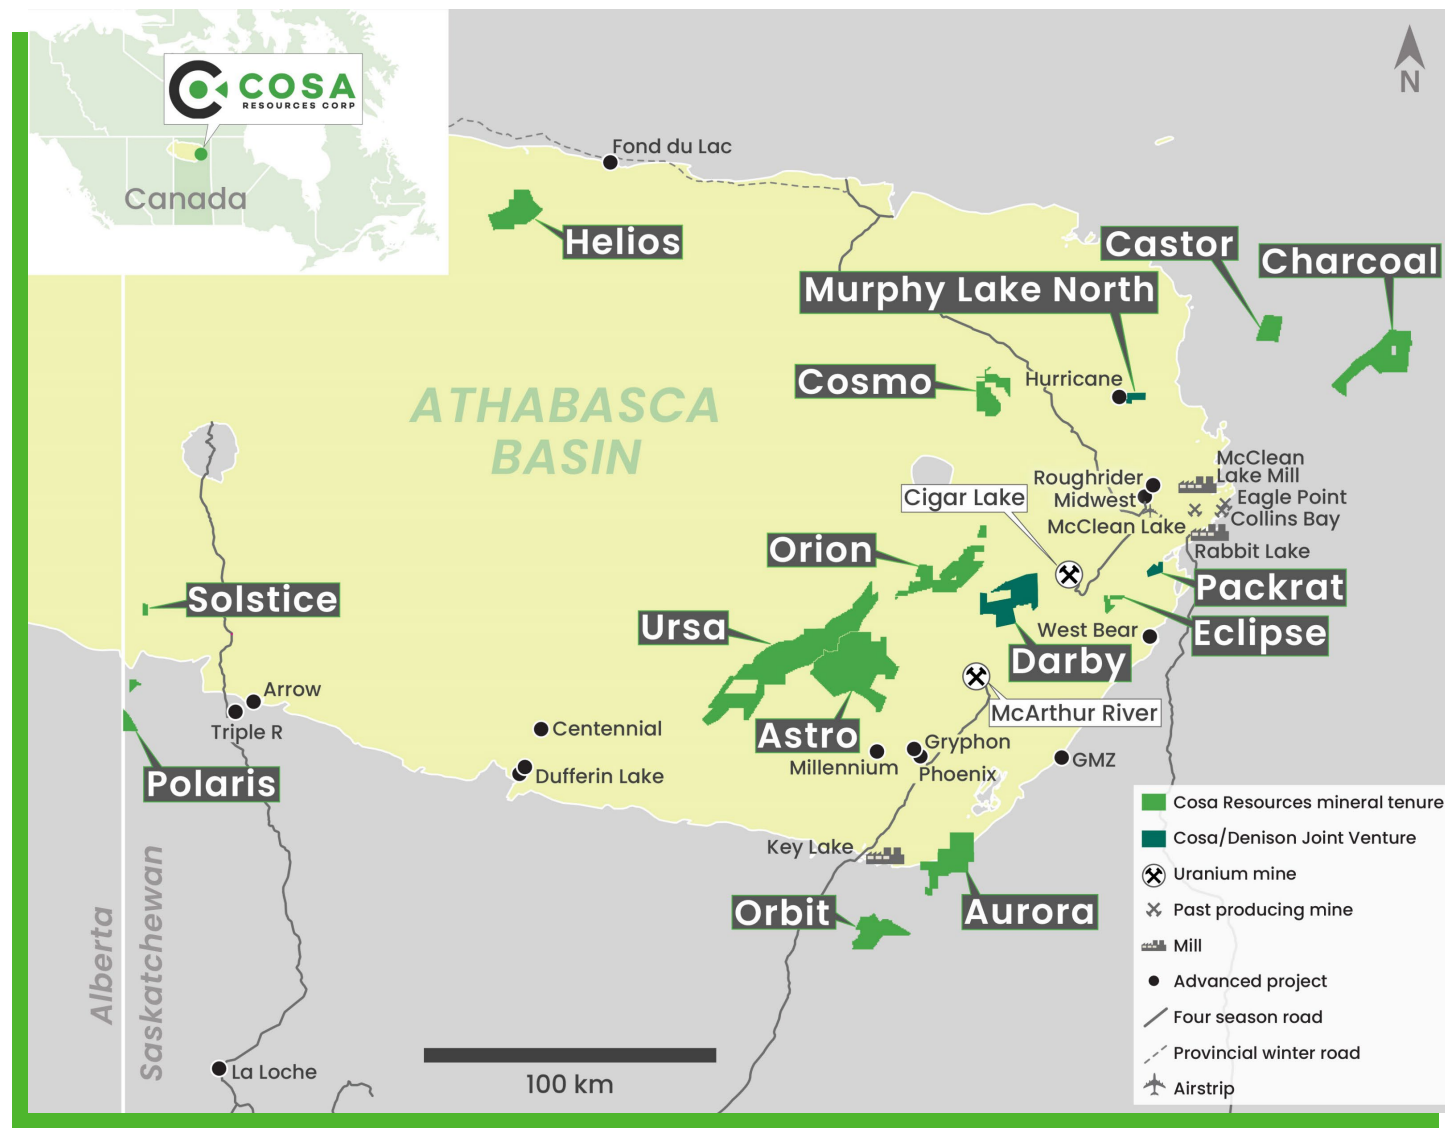 COSA
RESOURCES CORP
Canada
N
Fond du Lac
Helios
Castor
Charcoal
Murphy Lake North
Cosmo
Hurricane
ATHABASCA
BASIN
McClean
Lake Mill
Roughrider
Midwest
Eagle Point
Cigar Lake
McClean Lake
Collins Bay
Rabbit Lake
Orion
Packrat
Solstice
Ursa
West Bear
Eclipse
Darby
Arrow
Triple R
McArthur River
Centennial
Astro
Gryphon
Millennium
Phoenix
GMZ
Dufferin Lake
Polaris
Key Lake
Orbit
Aurora
Alberta
Saskatchewan
La Loche
100 km
Cosa Resources mineral tenure
Cosa/Denison Joint Venture
Uranium mine
Past producing mine
Mill
Advanced project
Four season road
Provincial winter road
Airstrip